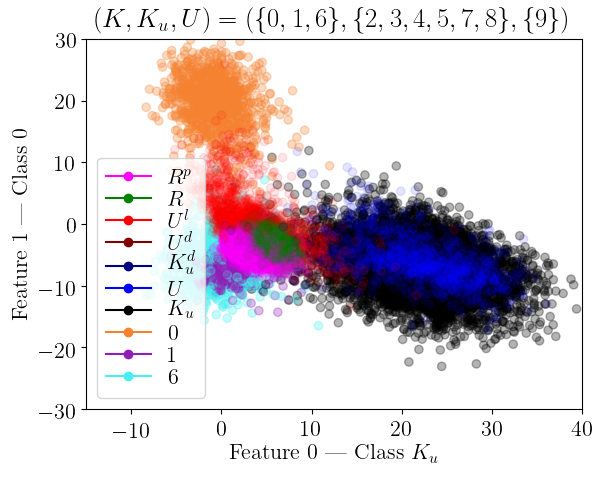 (K, K_u, U) = ({0, 1, 6}, {2, 3, 4, 5, 7, 8}, {9})
30
20
10
0
−10
−20
−30
Feature 1 — Class 0
R^p
R
U^l
U^d
K_u^d
U
K_u
0
1
6
−10
0
10
20
30
40
Feature 0 — Class K_u